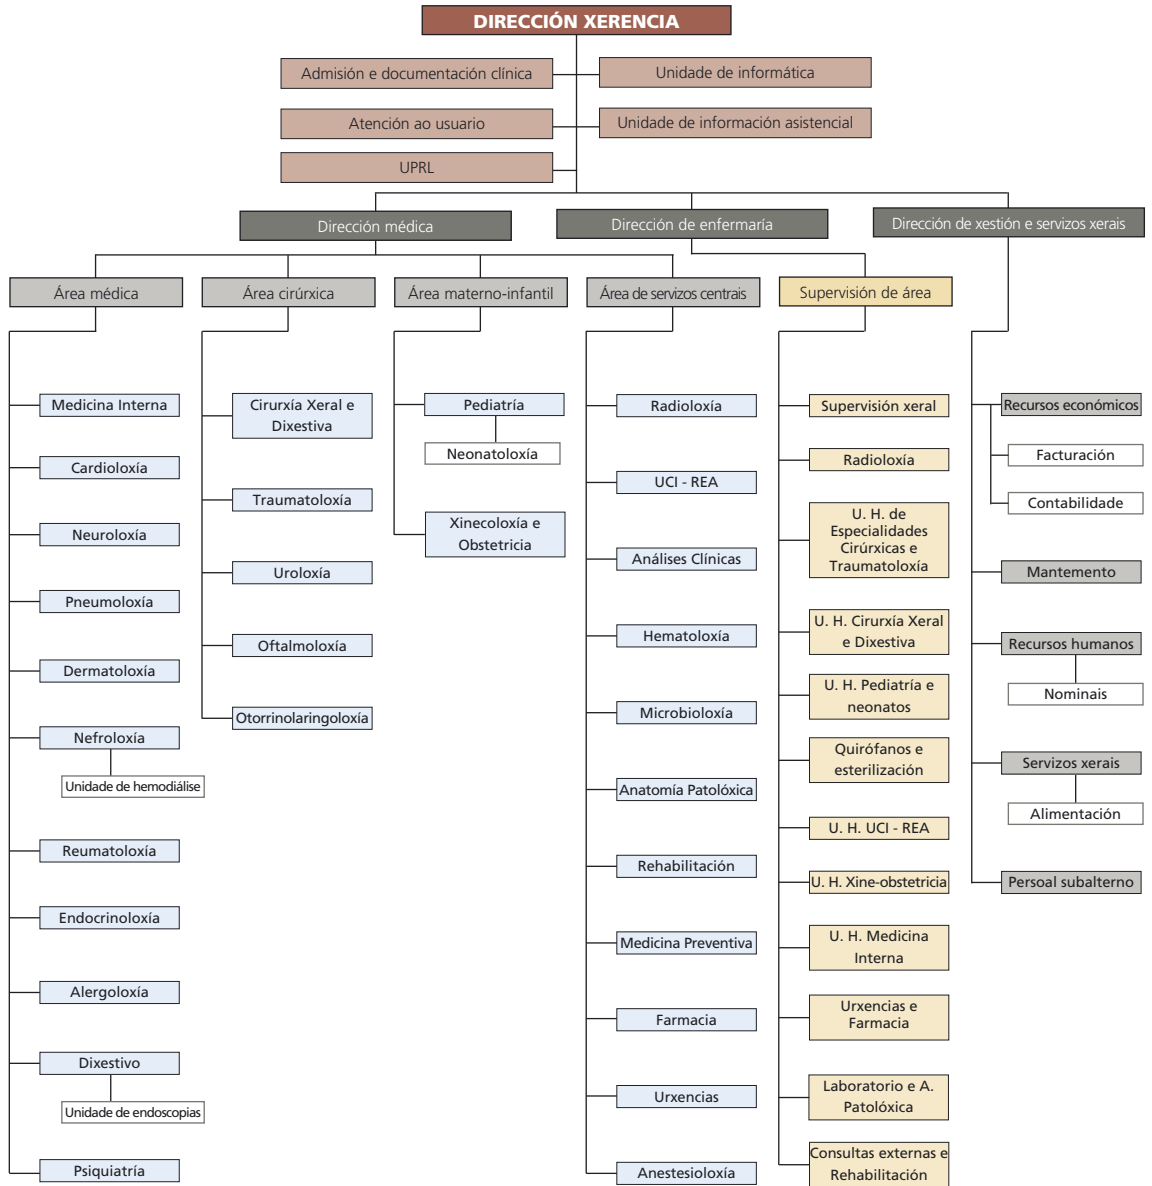 DIRECCIÓN XERENCIA
Admisión e documentación clínica
Unidade de informática
Atención ao usuario
Unidade de información asistencial
UPRL
Dirección médica
Dirección de enfermaría
Dirección de xestión e servizos xerais
Área médica
Área cirúrxica
Área materno-infantil
Área de servizos centrais
Supervisión de área
Medicina Interna
Cardioloxía
Neuroloxía
Pneumoloxía
Dermatoloxía
Nefroloxía
Unidade de hemodiálise
Reumatoloxía
Endocrinoloxía
Alergoloxía
Dixestivo
Unidade de endoscopias
Psiquiatría
Cirurxía Xeral e
Dixestiva
Traumatoloxía
Uroloxía
Oftalmoloxía
Otorrinolaringoloxía
Pediatría
Neonatoloxía
Xinecoloxía e
Obstetricia
Radioloxía
UCI - REA
Análises Clínicas
Hematoloxía
Microbioloxía
Anatomía Patolóxica
Rehabilitación
Medicina Preventiva
Farmacia
Urxencias
Anestesioloxía
Supervisión xeral
Radioloxía
U. H. de
Especialidades
Cirúrxicas e
Traumatoloxía
U. H. Cirurxía Xeral
e Dixestiva
U. H. Pediatría e
neonatos
Quirófanos e
esterilización
U. H. UCI - REA
U. H. Xine-obstetricia
U. H. Medicina
Interna
Urxencias e
Farmacia
Laboratorio e A.
Patolóxica
Consultas externas e
Rehabilitación
Recursos económicos
Facturación
Contabilidade
Mantemento
Recursos humanos
Nominais
Servizos xerais
Alimentación
Persoal subalterno